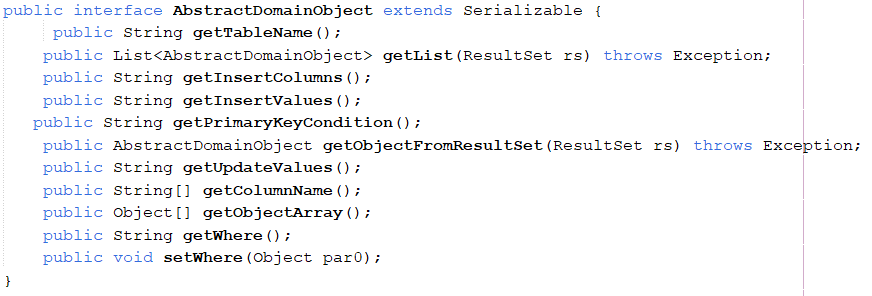 public interface AbstractDomainObject extends Serializable {
public String getTableName();
public List<AbstractDomainObject> getList(ResultSet rs) throws Exception;
public String getInsertColumns();
public String getInsertValues();
public String getPrimaryKeyCondition();
public AbstractDomainObject getObjectFromResultSet(ResultSet rs) throws Exception;
public String getUpdateValues();
public String[] getColumnName();
public Object[] getObjectArray();
public String getWhere();
public void setWhere(Object par0);
}